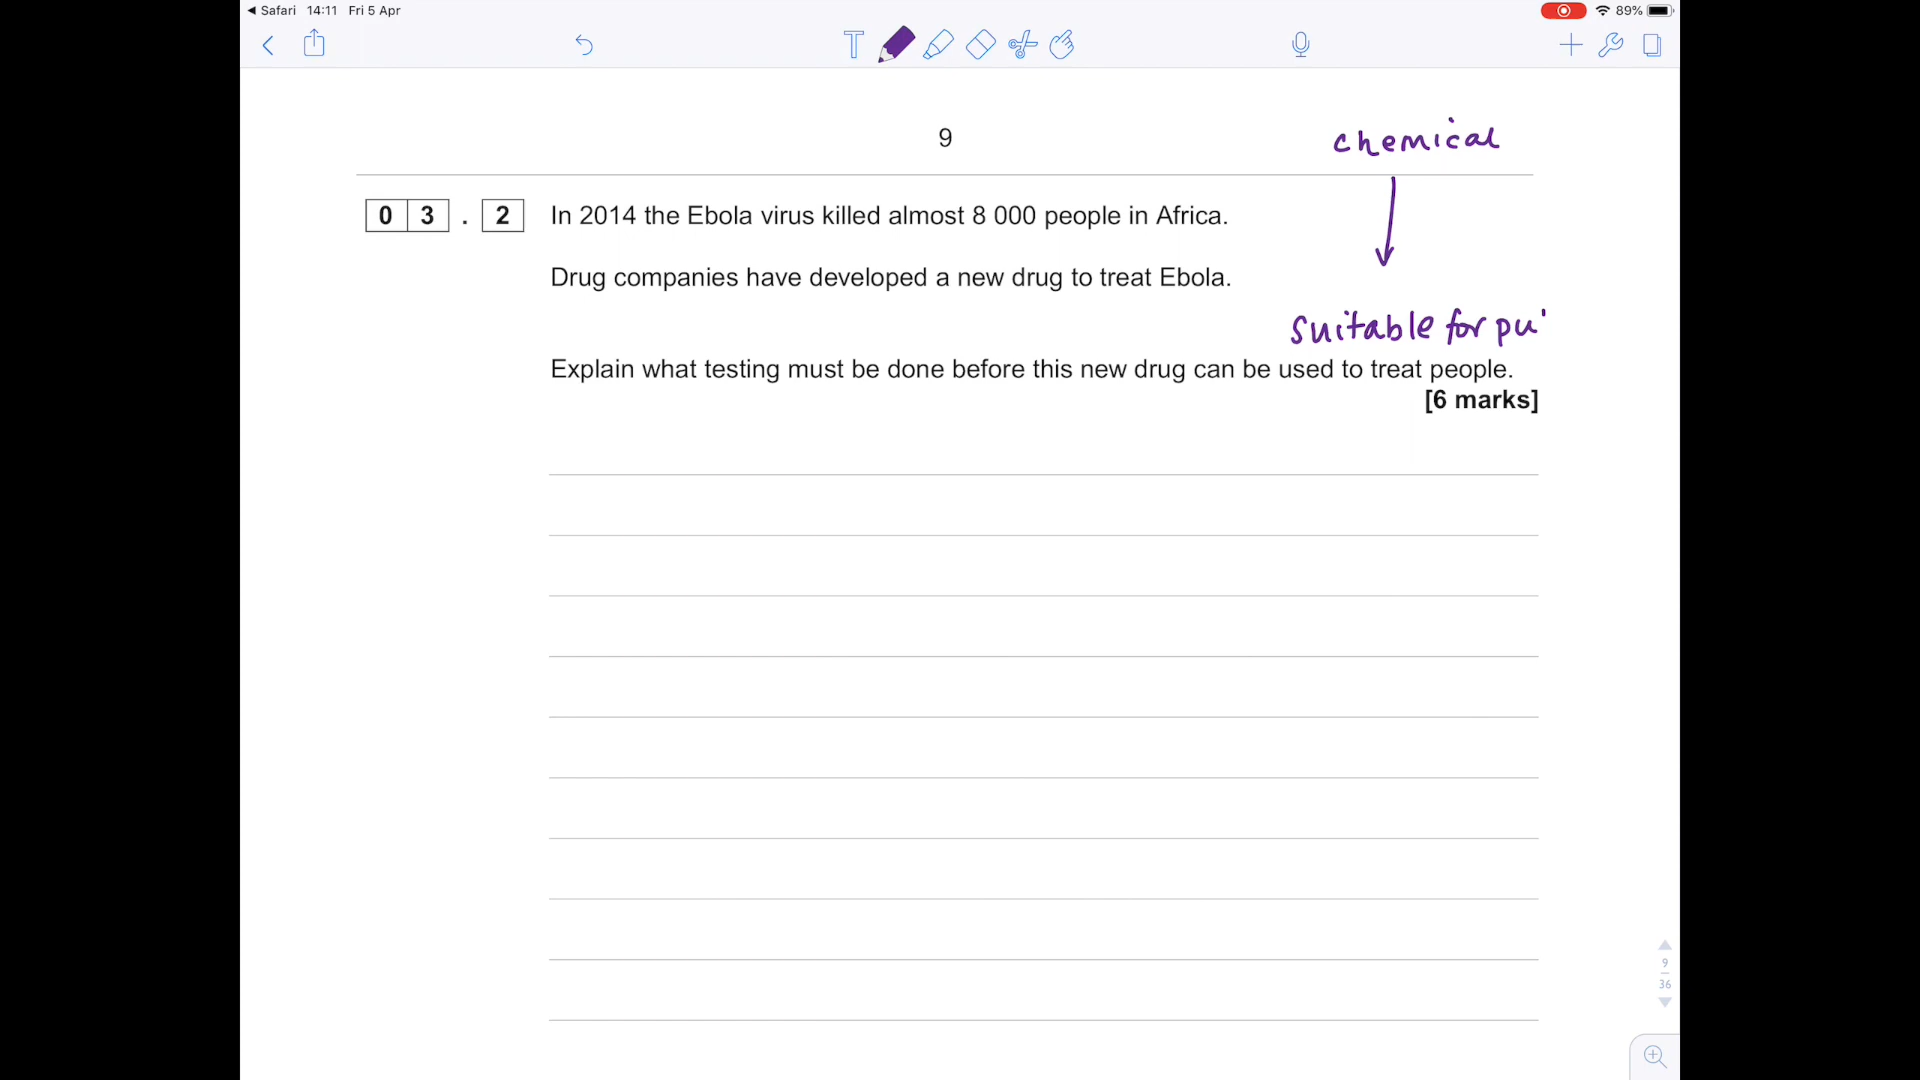 Safari 14:11 Fri 5 Apr 89%
T
9
chemical
0 3 . 2 In 2014 the Ebola virus killed almost 8 000 people in Africa.
Drug companies have developed a new drug to treat Ebola.
suitable for pu
Explain what testing must be done before this new drug can be used to treat people.
[6 marks]
9
36